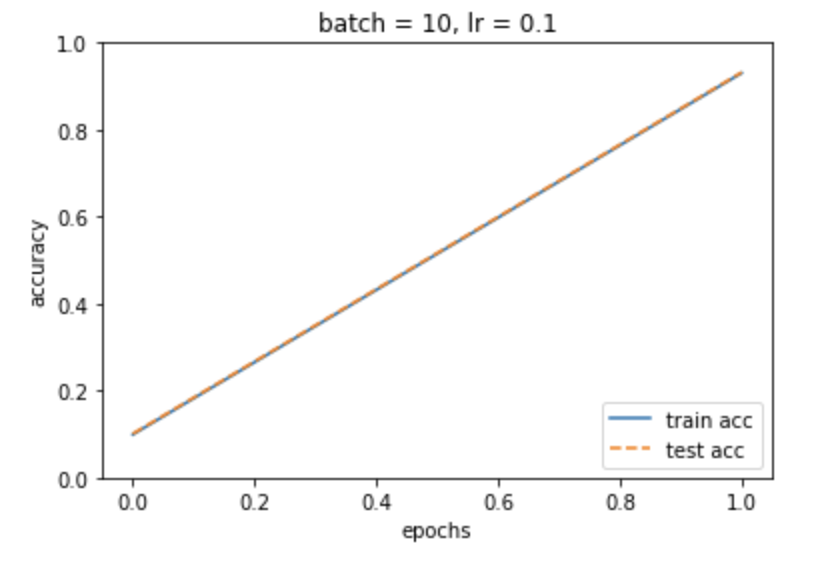 batch = 10, lr = 0.1
1.0
0.8
0.6
0.4
0.2
0.0
accuracy
train acc
test acc
0.0 0.2 0.4 0.6 0.8 1.0
epochs